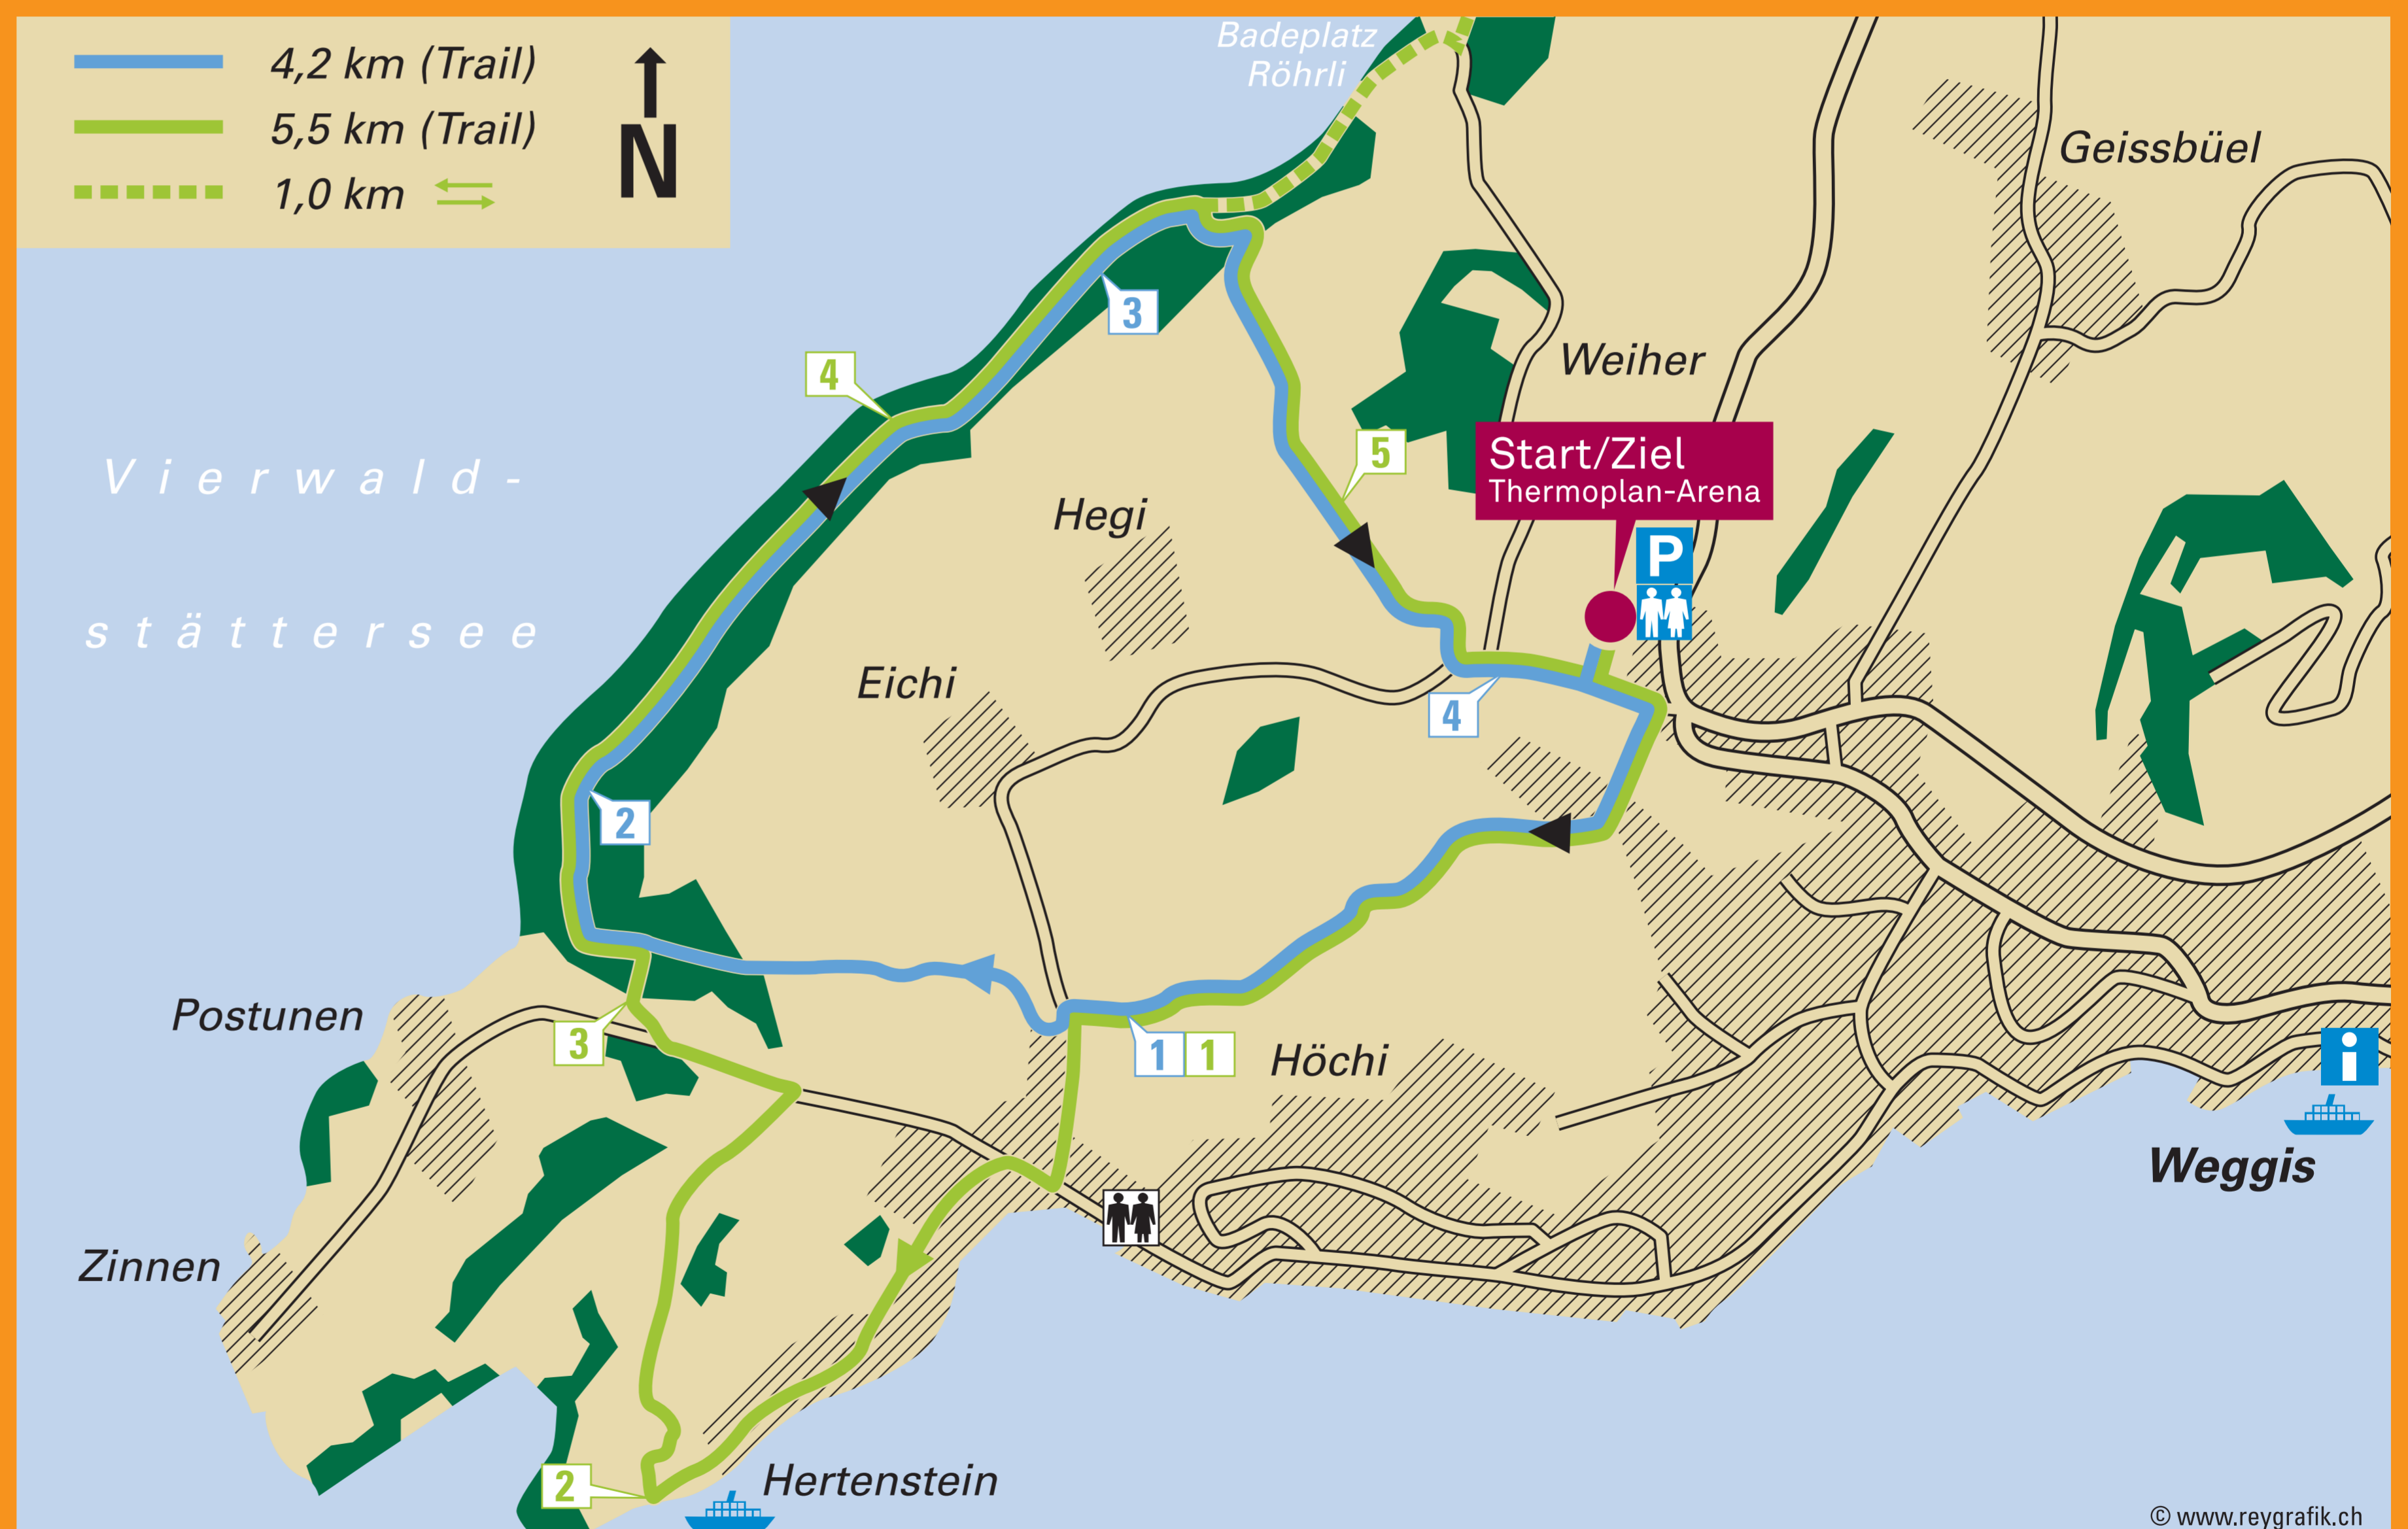 4,2 km (Trail)
5,5 km (Trail)
1,0 km
N
Badeplatz
Röhrli
Geissbüel
3
4
Weiher
5
Start/Ziel
Thermoplan-Arena
P
Vierwald-
stättersee
Hegi
Eichi
4
2
Postunen
3
1 1
Höchi
i
Weggis
Zinnen
2
Hertenstein
© www.reygrafik.ch